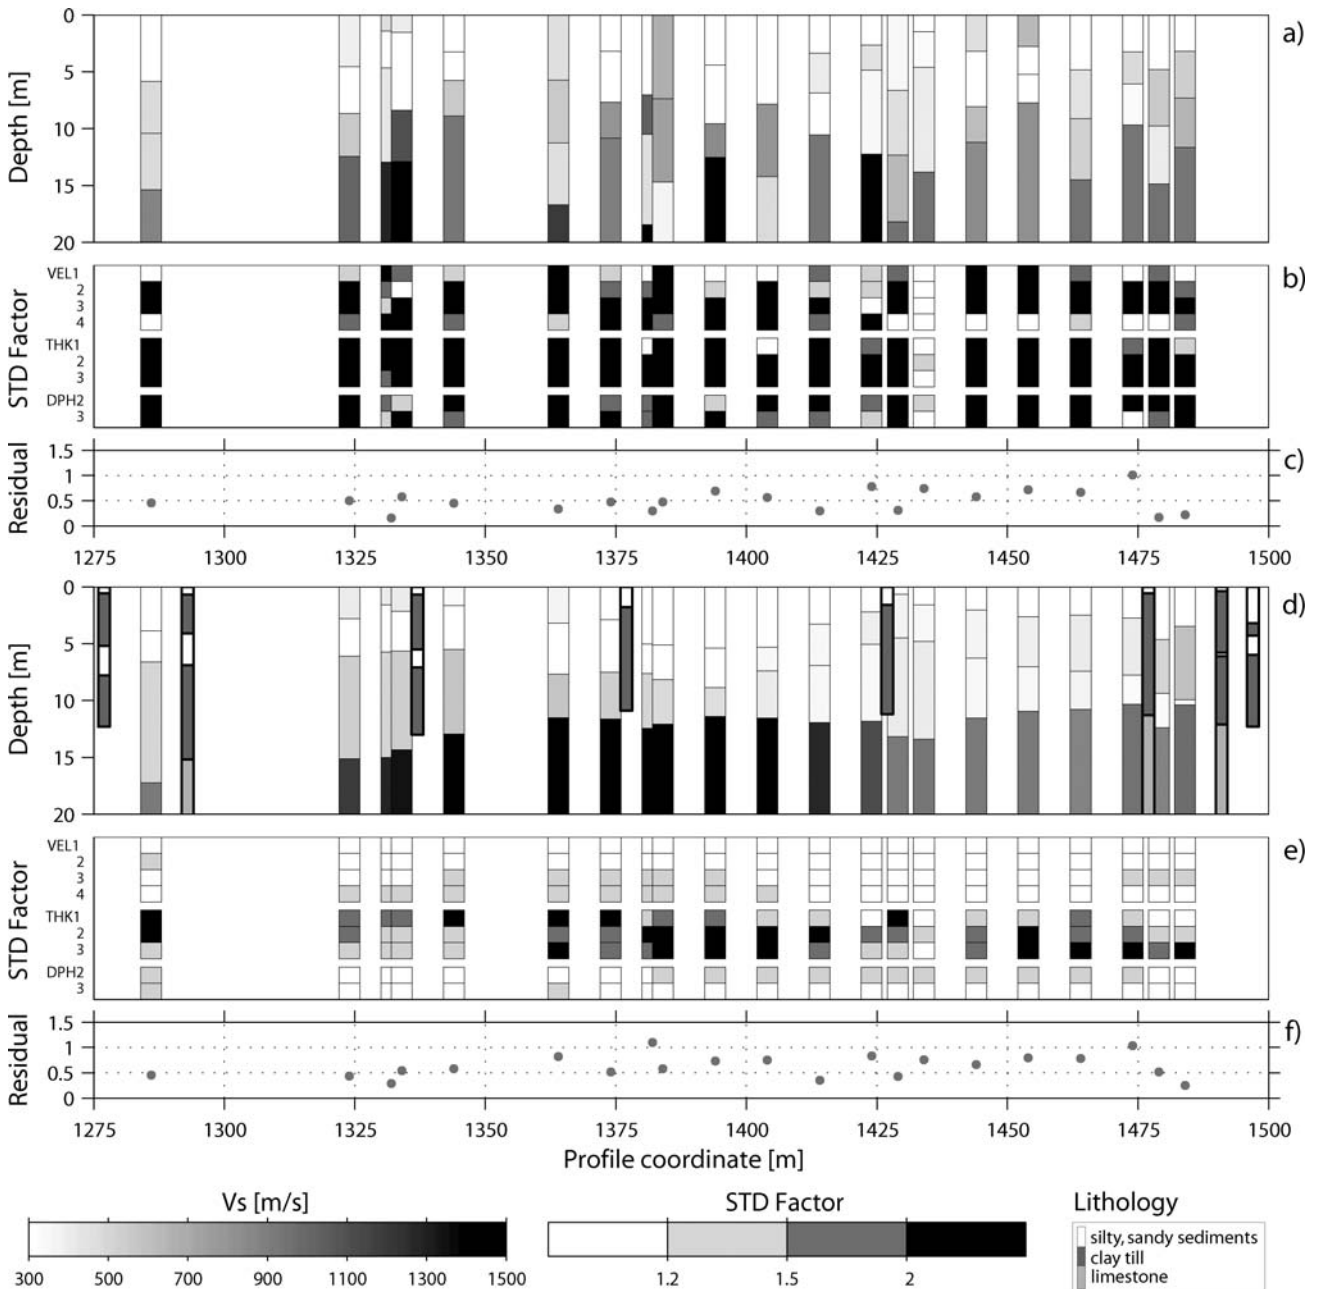 0
5
10
15
20
Depth [m]
a)
VEL1
2
3
4
THK1
2
3
DPH2
3
STD Factor
b)
1.5
1
0.5
0
Residual
c)
1275 1300 1325 1350 1375 1400 1425 1450 1475 1500
0
5
10
15
20
Depth [m]
d)
VEL1
2
3
4
THK1
2
3
DPH2
3
STD Factor
e)
1.5
1
0.5
0
Residual
f)
1275 1300 1325 1350 1375 1400 1425 1450 1475 1500
Profile coordinate [m]
Vs [m/s]
300 500 700 900 1100 1300 1500
STD Factor
1.2 1.5 2
Lithology
silty, sandy sediments
clay till
limestone